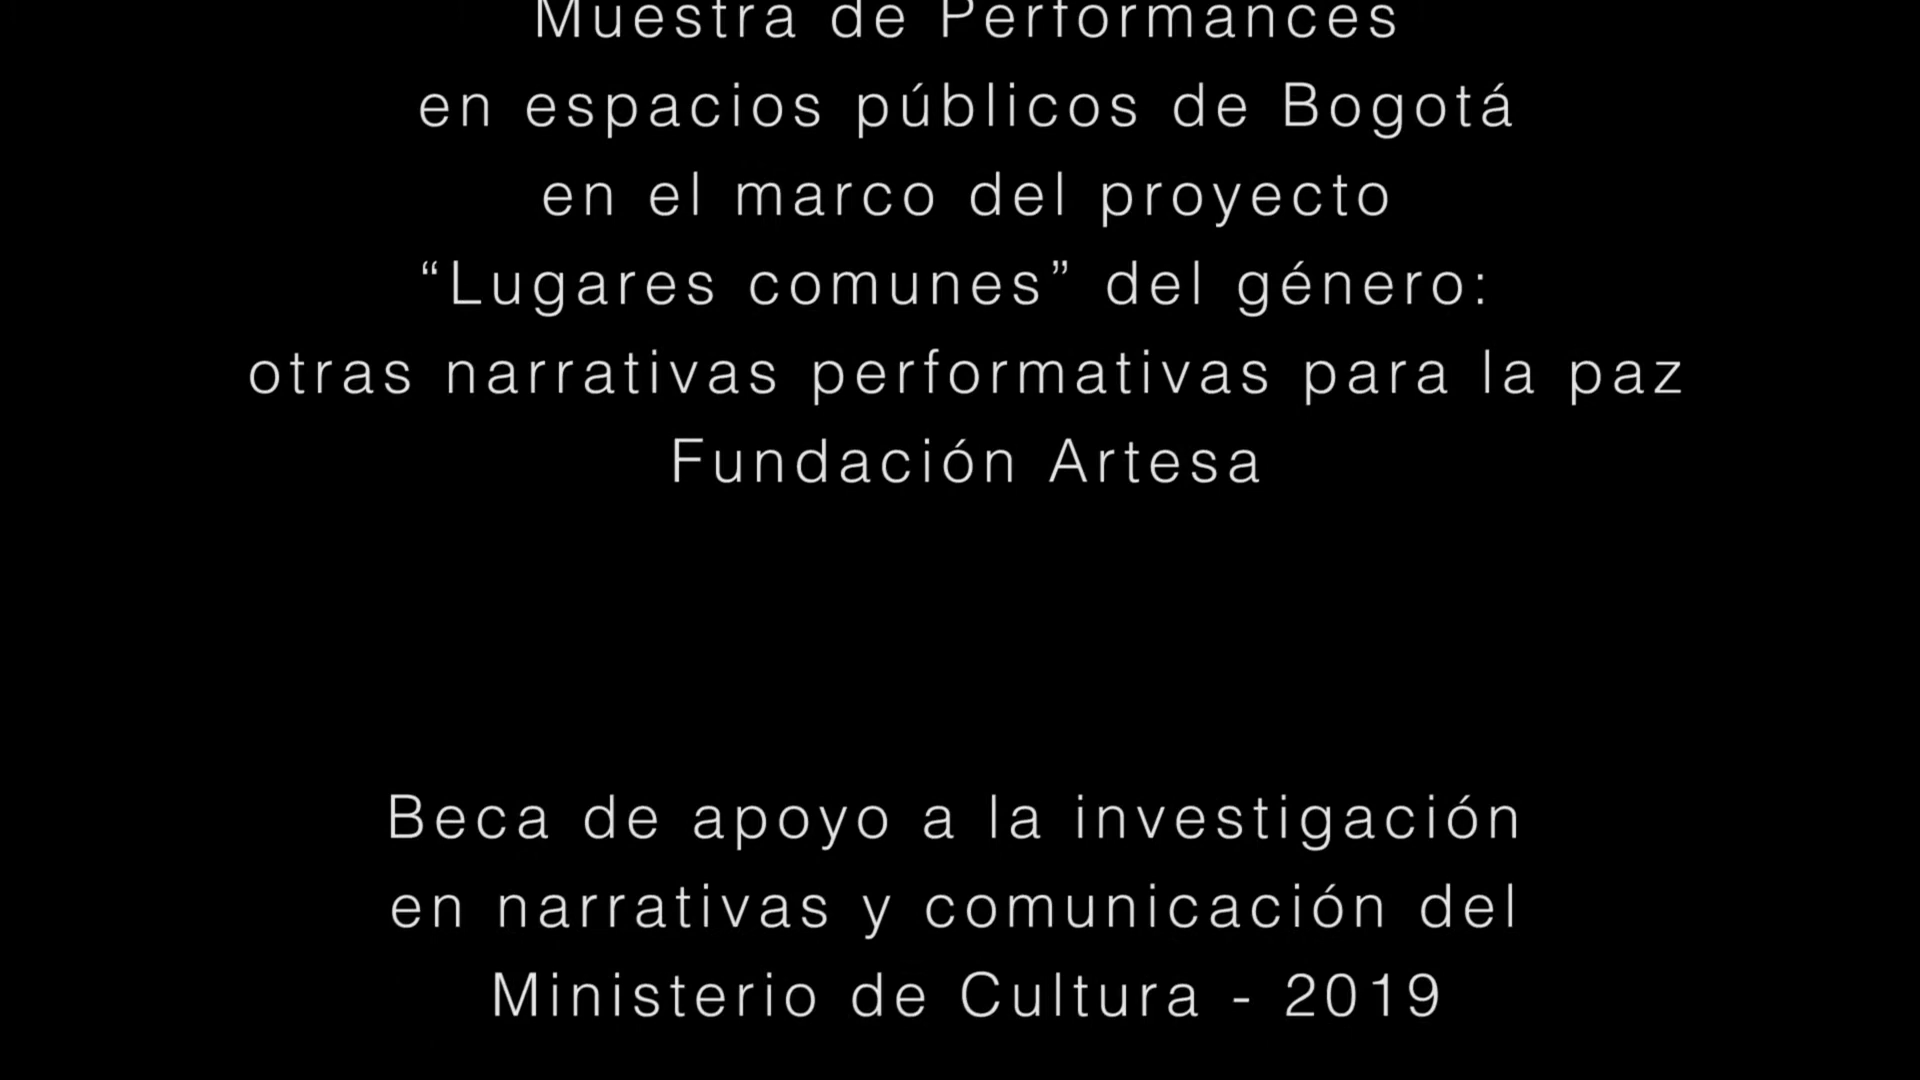 Muestra de Performances
en espacios públicos de Bogotá
en el marco del proyecto
“Lugares comunes” del género:
otras narrativas performativas para la paz
Fundación Artesa
Beca de apoyo a la investigación
en narrativas y comunicación del
Ministerio de Cultura - 2019